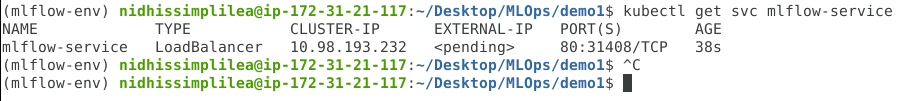 (mlflow-env) nidhissimplilea@ip-172-31-21-117:~/Desktop/MLOps/demo1$ kubectl get svc mlflow-service
NAME             TYPE           CLUSTER-IP      EXTERNAL-IP   PORT(S)        AGE
mlflow-service   LoadBalancer   10.98.193.232   <pending>     80:31408/TCP   38s
(mlflow-env) nidhissimplilea@ip-172-31-21-117:~/Desktop/MLOps/demo1$ ^C
(mlflow-env) nidhissimplilea@ip-172-31-21-117:~/Desktop/MLOps/demo1$